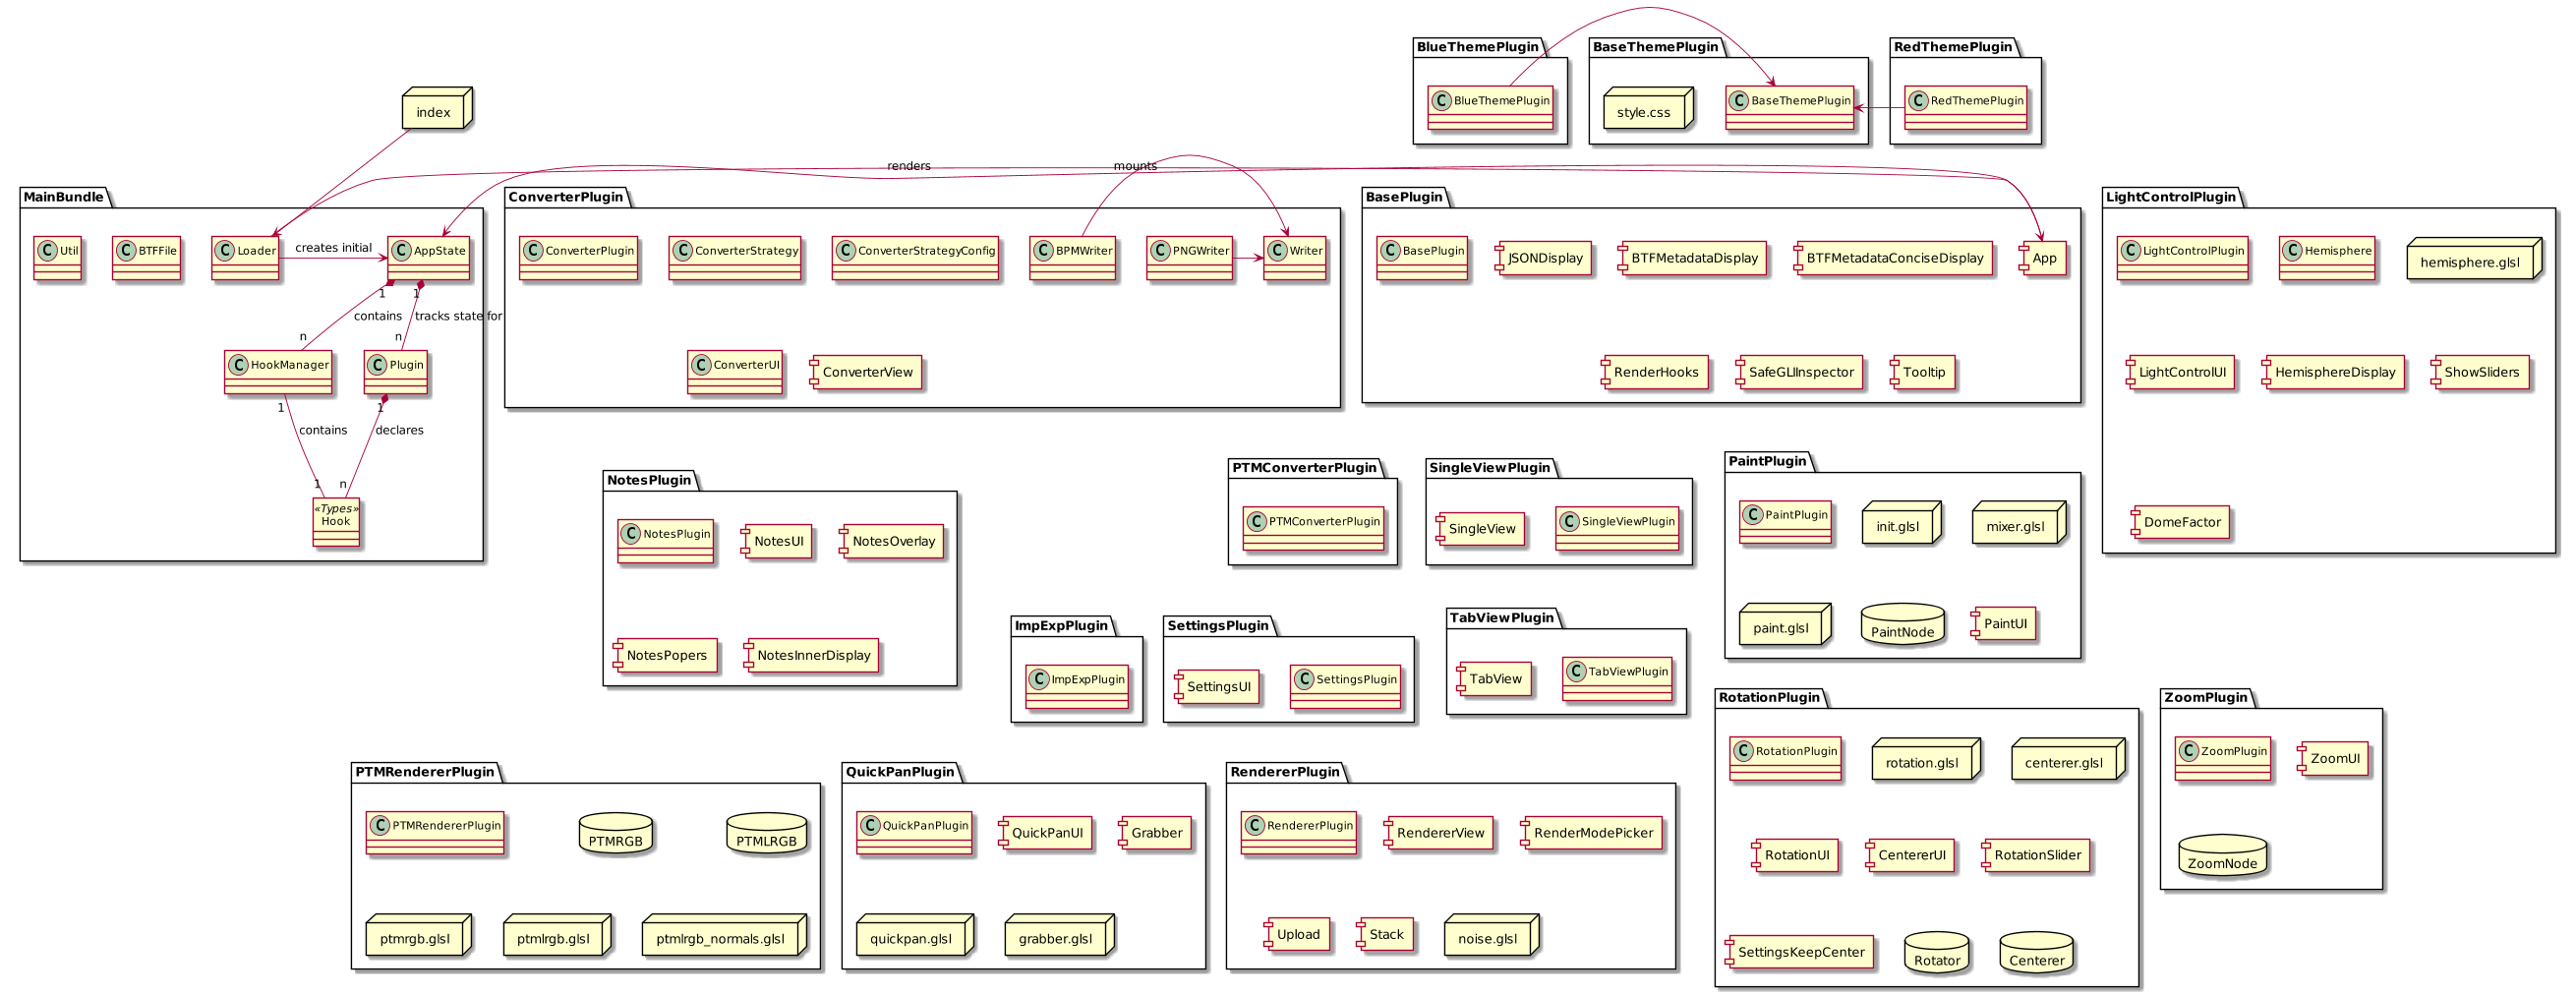 BlueThemePlugin
C BlueThemePlugin
BaseThemePlugin
style.css
C BaseThemePlugin
RedThemePlugin
C RedThemePlugin
index
renders
mounts
MainBundle
C Util
C BTFFile
C Loader
creates initial
C AppState
1
1
contains
tracks state for
n
n
C HookManager
C Plugin
1
1
contains
declares
1
n
«Types»
Hook
ConverterPlugin
C ConverterPlugin
C ConverterStrategy
C ConverterStrategyConfig
C BPMWriter
C PNGWriter
C Writer
C ConverterUI
ConverterView
BasePlugin
C BasePlugin
JSONDisplay
BTFMetadataDisplay
BTFMetadataConciseDisplay
App
RenderHooks
SafeGLIInspector
Tooltip
LightControlPlugin
C LightControlPlugin
C Hemisphere
hemisphere.glsl
LightControlUI
HemisphereDisplay
ShowSliders
DomeFactor
NotesPlugin
C NotesPlugin
NotesUI
NotesOverlay
NotesPopers
NotesInnerDisplay
PTMConverterPlugin
C PTMConverterPlugin
SingleViewPlugin
SingleView
C SingleViewPlugin
PaintPlugin
C PaintPlugin
init.glsl
mixer.glsl
paint.glsl
PaintNode
PaintUI
ImpExpPlugin
C ImpExpPlugin
SettingsPlugin
SettingsUI
C SettingsPlugin
TabViewPlugin
TabView
C TabViewPlugin
RotationPlugin
C RotationPlugin
rotation.glsl
centerer.glsl
RotationUI
CentererUI
RotationSlider
SettingsKeepCenter
Rotator
Centerer
ZoomPlugin
C ZoomPlugin
ZoomUI
ZoomNode
PTMRendererPlugin
C PTMRendererPlugin
PTMRGB
PTMLRGB
ptmrgb.glsl
ptmlrgb.glsl
ptmlrgb_normals.glsl
QuickPanPlugin
C QuickPanPlugin
QuickPanUI
Grabber
quickpan.glsl
grabber.glsl
RendererPlugin
C RendererPlugin
RendererView
RenderModePicker
Upload
Stack
noise.glsl